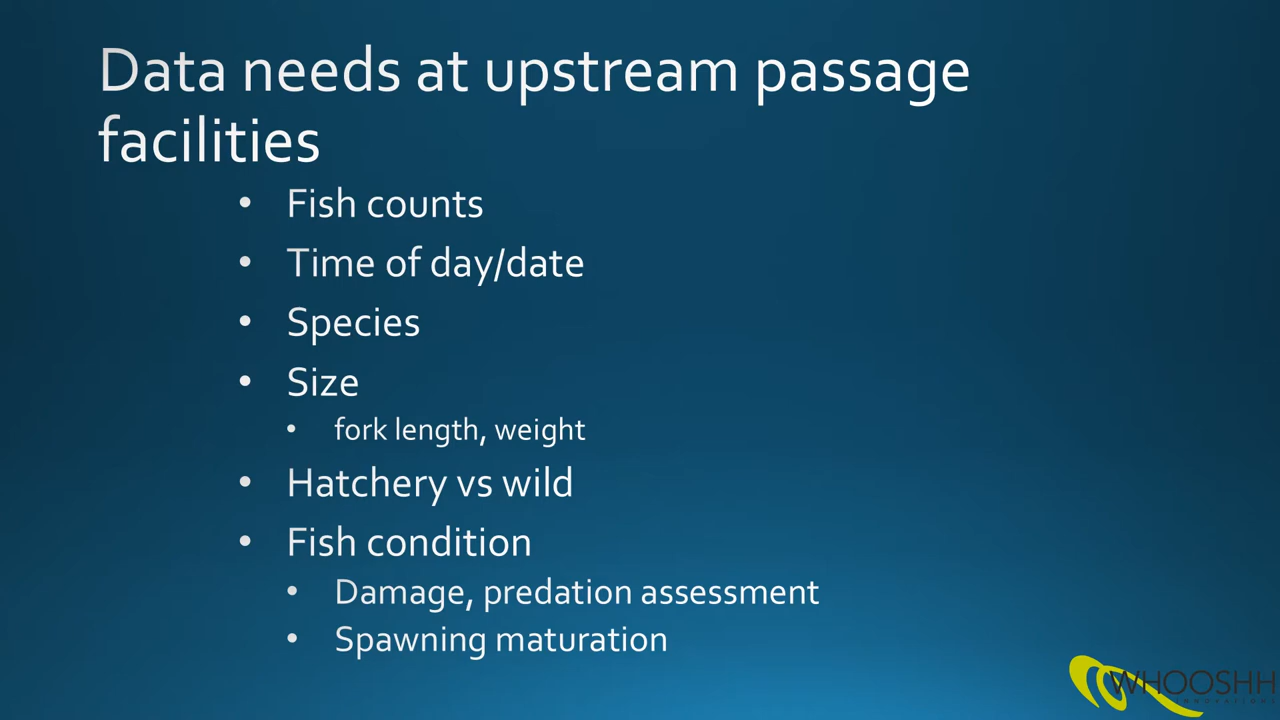 Data needs at upstream passage
facilities
• Fish counts
• Time of day/date
• Species
• Size
• fork length, weight
• Hatchery vs wild
• Fish condition
• Damage, predation assessment
• Spawning maturation
WHOOSHH
INNOVATIONS